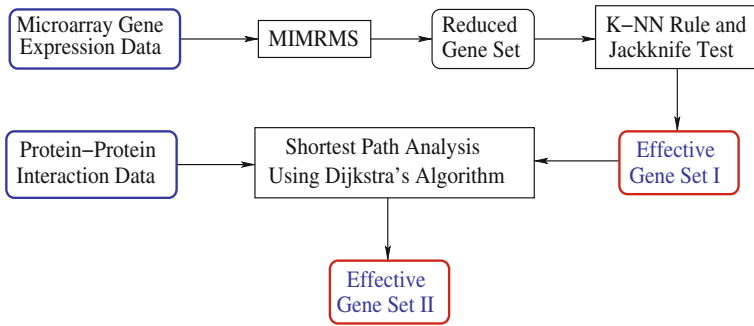 Microarray Gene
Expression Data
MIMRMS
Reduced
Gene Set
K–NN Rule and
Jackknife Test
Protein–Protein
Interaction Data
Shortest Path Analysis
Using Dijkstra's Algorithm
Effective
Gene Set I
Effective
Gene Set II